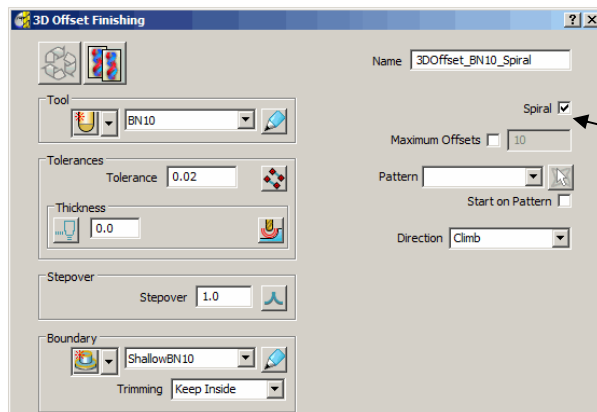 3D Offset Finishing
Name 3DOffset_BN10_Spiral
Tool
BN10
Spiral
Maximum Offsets 10
Tolerances
Tolerance 0.02
Pattern
Start on Pattern
Thickness
0.0
Direction Climb
Stepover
Stepover 1.0
Boundary
ShallowBN10
Trimming Keep Inside